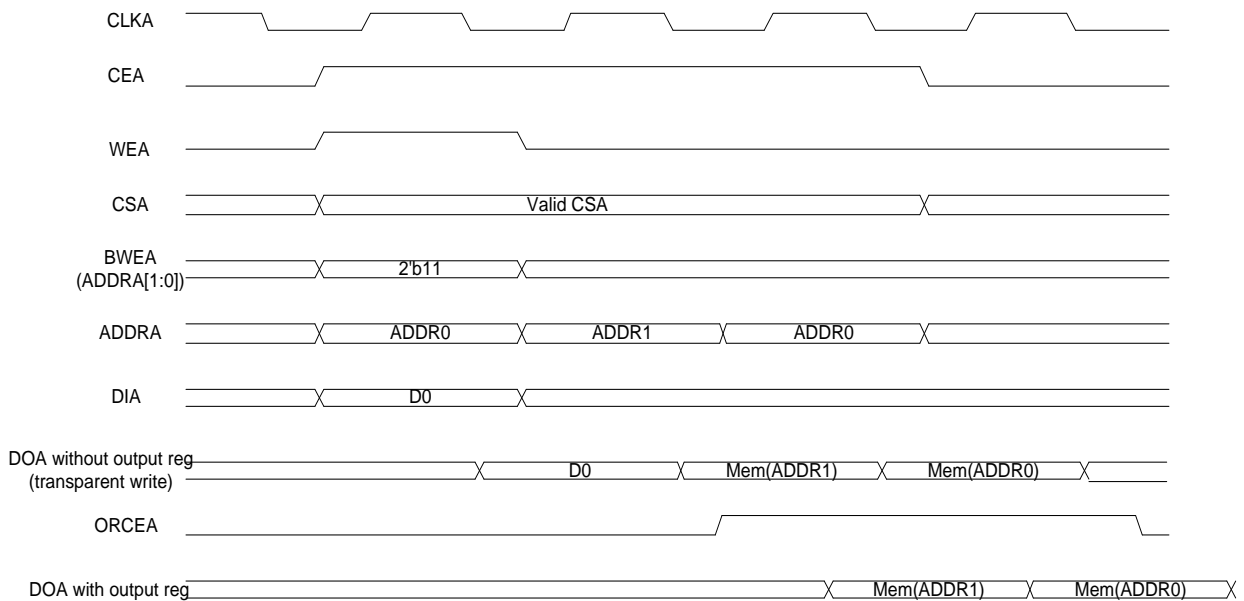 CLKA
CEA
WEA
CSA
Valid CSA
BWEA
(ADDRA[1:0])
2'b11
ADDRA
ADDR0
ADDR1
ADDR0
DIA
D0
DOA without output reg
(transparent write)
D0
Mem(ADDR1)
Mem(ADDR0)
ORCEA
DOA with output reg
Mem(ADDR1)
Mem(ADDR0)